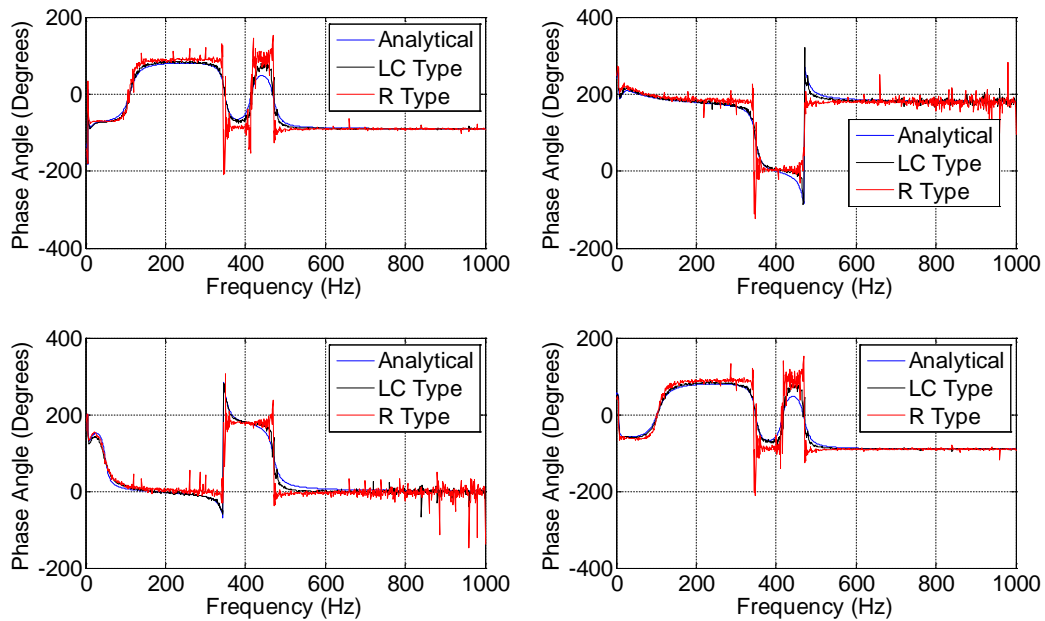 Phase Angle (Degrees)
200
0
-200
-400
Analytical
LC Type
R Type
0 200 400 600 800 1000
Frequency (Hz)
Phase Angle (Degrees)
400
200
0
-200
Analytical
LC Type
R Type
0 200 400 600 800 1000
Frequency (Hz)
Phase Angle (Degrees)
400
200
0
-200
Analytical
LC Type
R Type
0 200 400 600 800 1000
Frequency (Hz)
Phase Angle (Degrees)
200
0
-200
-400
Analytical
LC Type
R Type
0 200 400 600 800 1000
Frequency (Hz)